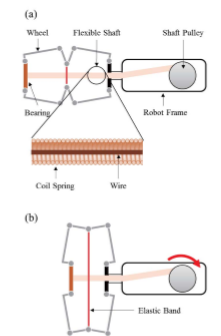 (a)
Wheel Flexible Shaft Shaft Pulley
Bearing Robot Frame
Coil Spring Wire
(b)
Elastic Band